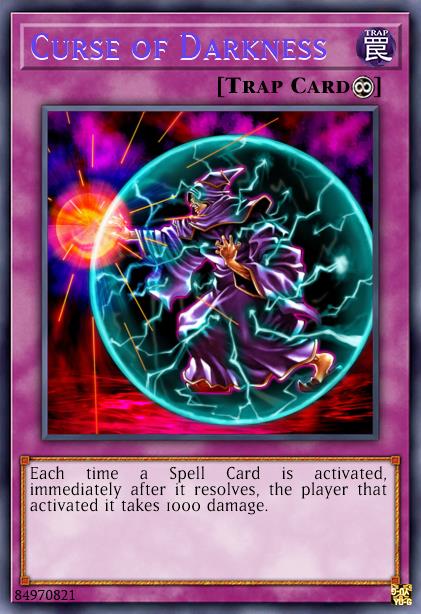 Curse of Darkness
TRAP
罠
[Trap Card]
Each time a Spell Card is activated,
immediately after it resolves, the player that
activated it takes 1000 damage.
84970821